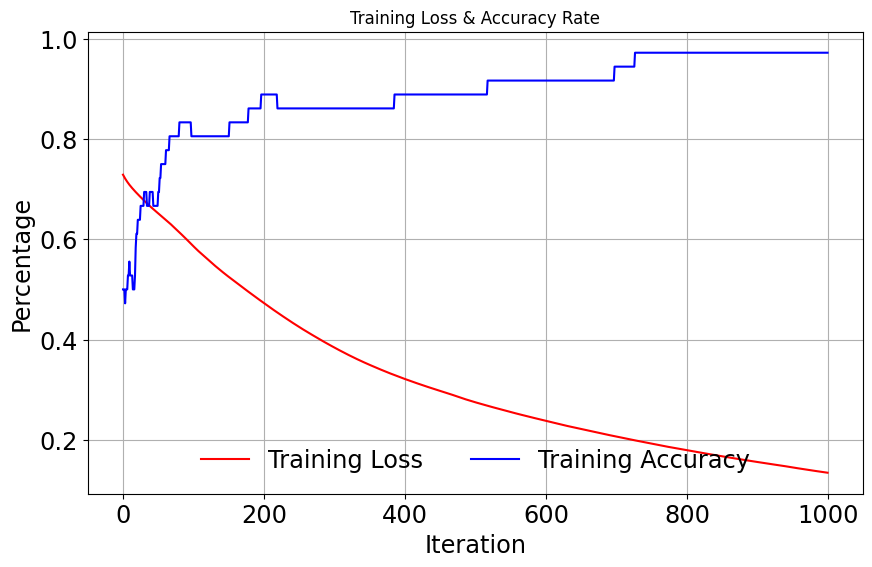 Training Loss & Accuracy Rate
1.0
0.8
0.6
0.4
0.2
Percentage
Training Loss Training Accuracy
0 200 400 600 800 1000
Iteration